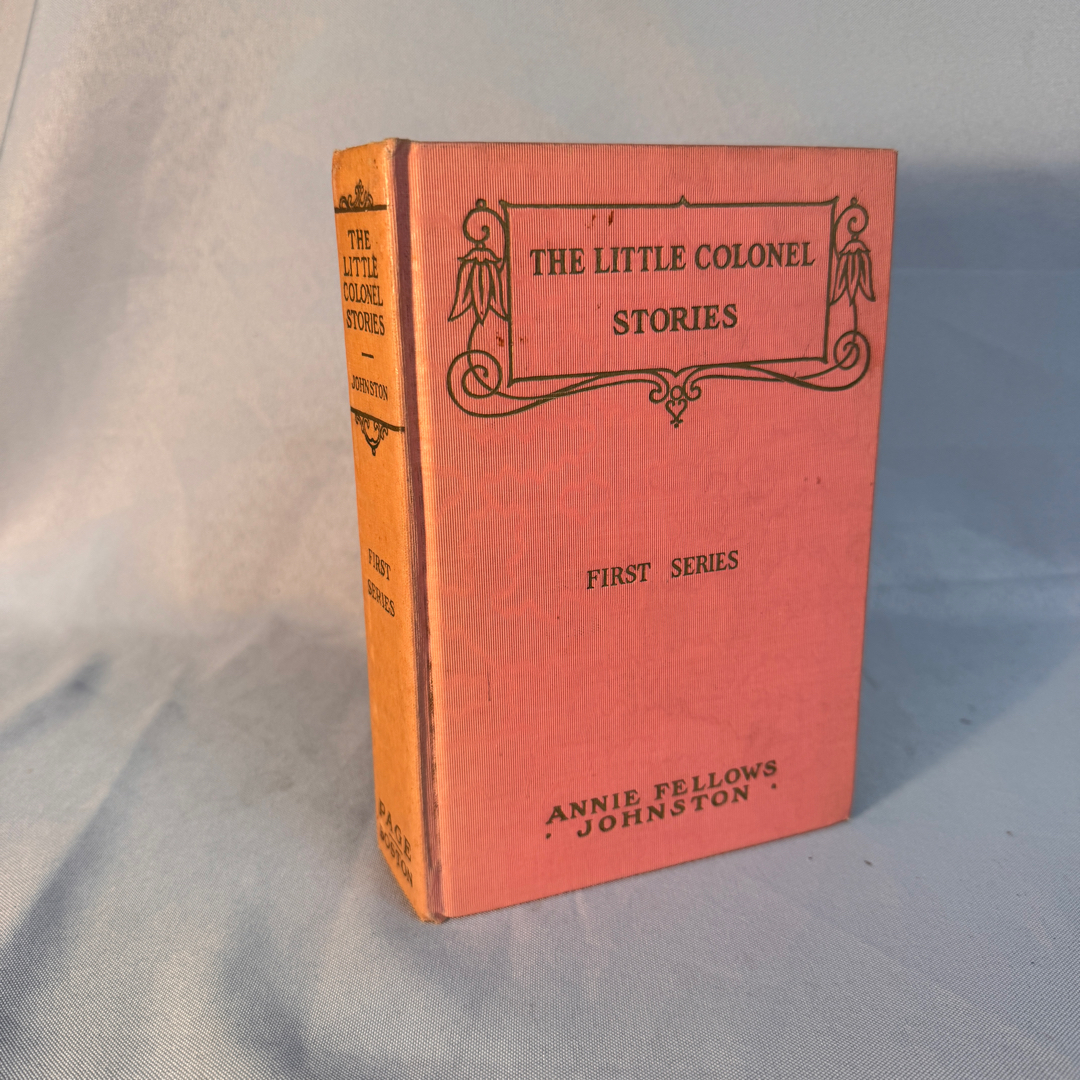 THE
LITTLE
COLONEL
STORIES
JOHNSTON
FIRST
SERIES
PAGE
BOSTON
THE LITTLE COLONEL
STORIES
FIRST SERIES
ANNIE FELLOWS
· JOHNSTON ·